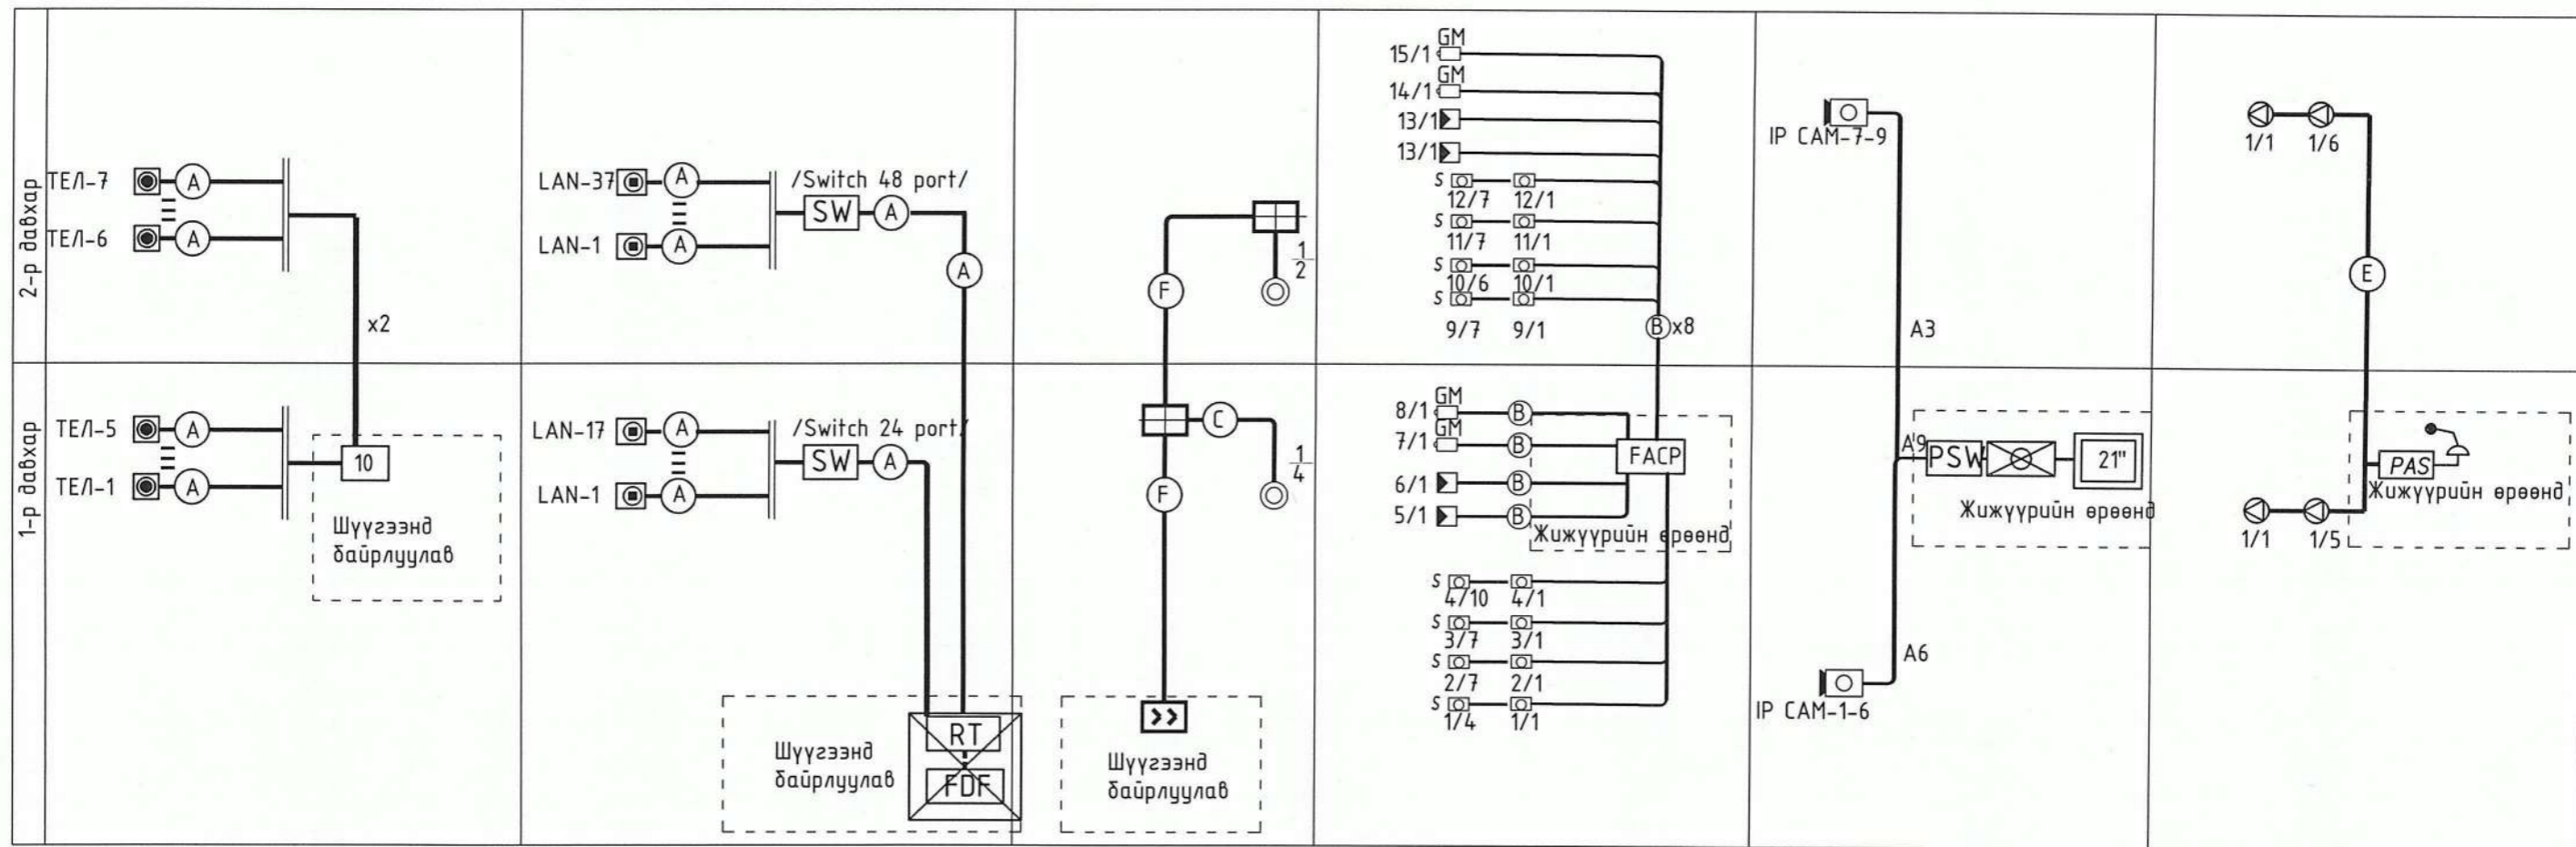 2-р давхар
ТЕЛ-7
A
ТЕЛ-6
A
x2
LAN-37
A
LAN-1
A
/Switch 48 port/
SW
A
A
F
1
2
GM
15/1
GM
14/1
13/1
13/1
S
12/7
12/1
S
11/7
11/1
S
10/6
10/1
S
9/7
9/1
B
x8
IP CAM-7-9
A3
1/1
1/6
E
1-р давхар
ТЕЛ-5
A
ТЕЛ-1
A
10
Шүүгээнд
байрлуулав
LAN-17
A
LAN-1
A
/Switch 24 port/
SW
A
RT
FDF
Шүүгээнд
байрлуулав
C
1
4
F
>>
Шүүгээнд
байрлуулав
GM
8/1
B
GM
7/1
B
6/1
B
5/1
B
FACP
Жижүүрийн өрөөнд
S
4/10
4/1
S
3/7
3/1
S
2/7
2/1
S
1/4
1/1
A9
PSW
21"
Жижүүрийн өрөөнд
A6
IP CAM-1-6
PAS
Жижүүрийн өрөөнд
1/1
1/5